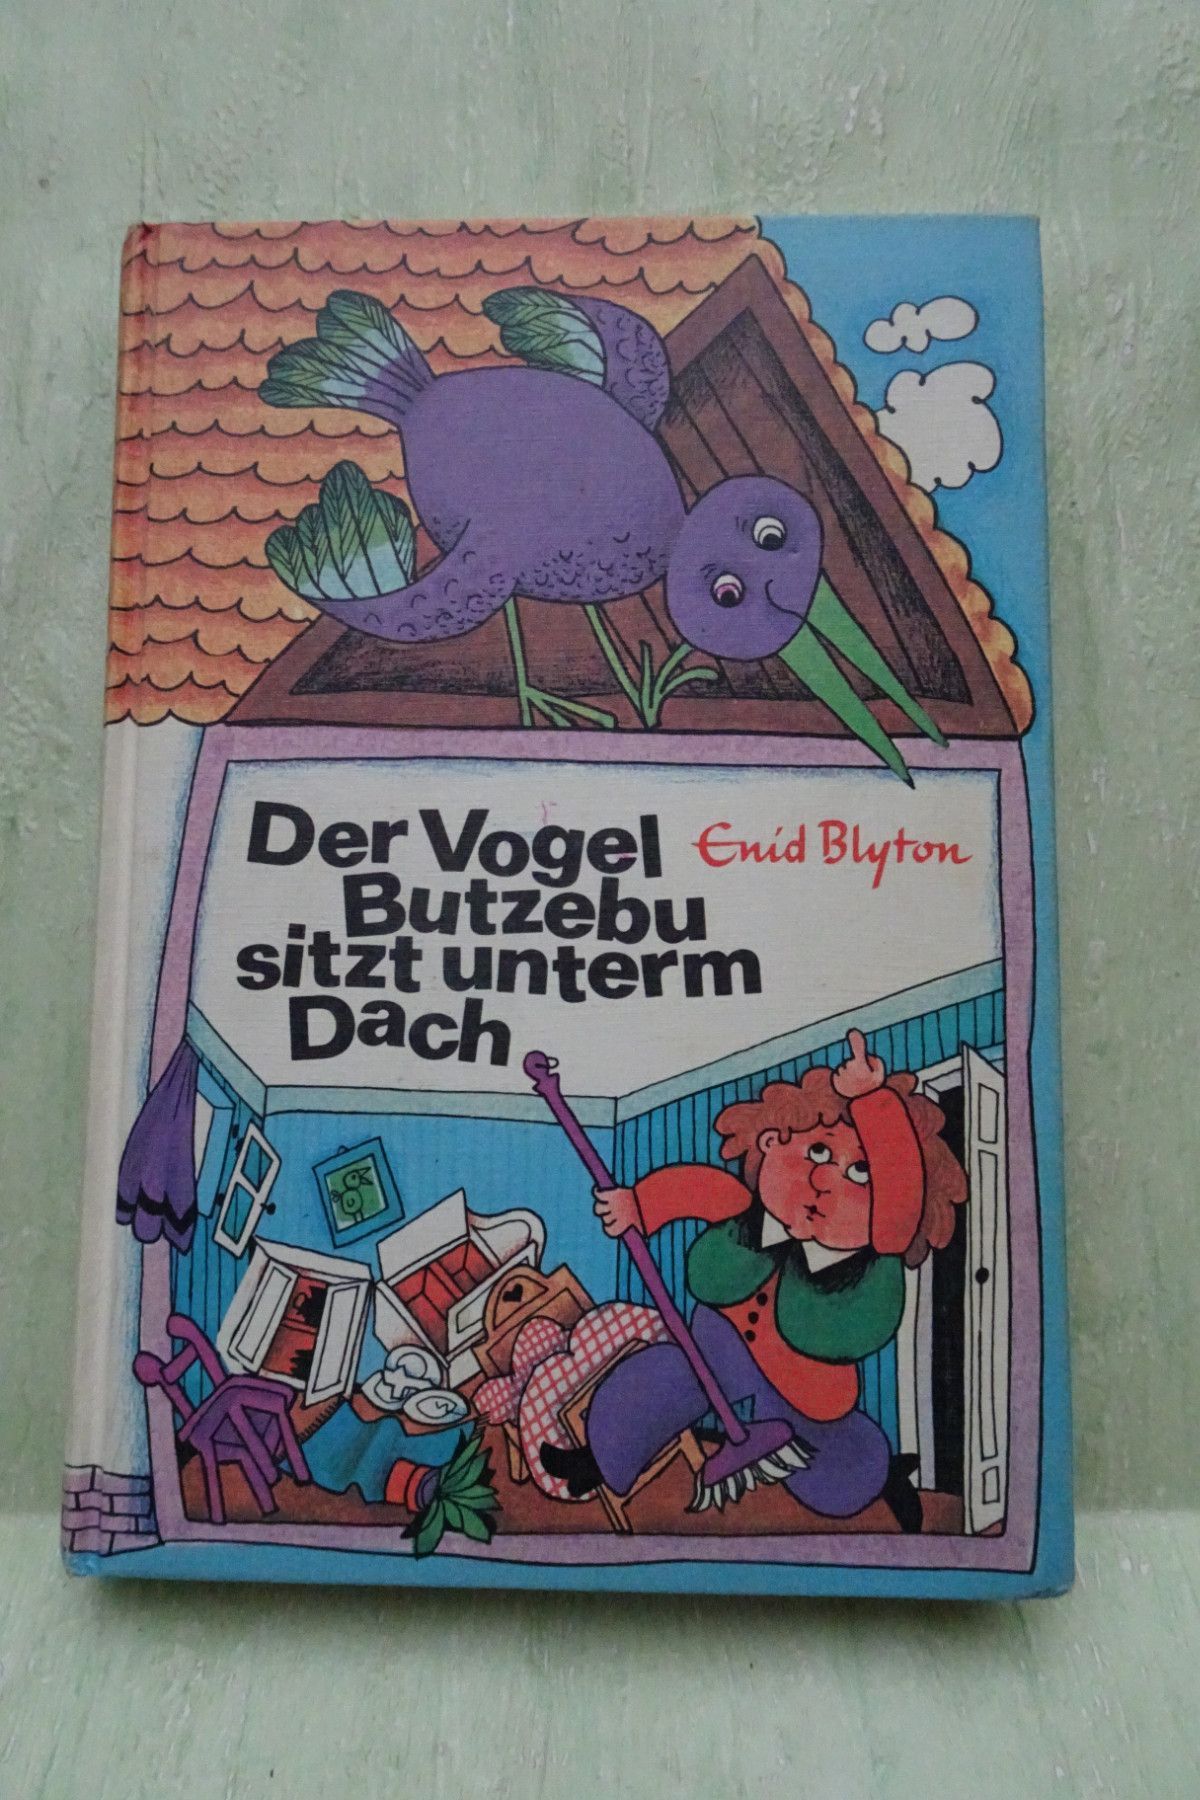 Der Vogel
Butzebu
sitzt unterm
Dach
Enid Blyton